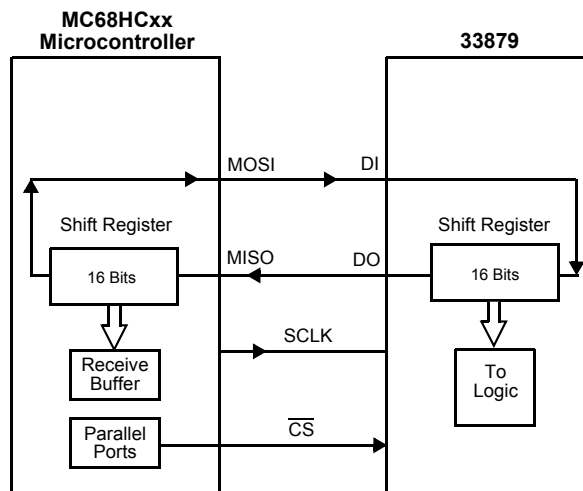 MC68HCxx
Microcontroller
33879
MOSI
DI
Shift Register
Shift Register
MISO
DO
16 Bits
16 Bits
SCLK
Receive
Buffer
To
Logic
Parallel
Ports
CS